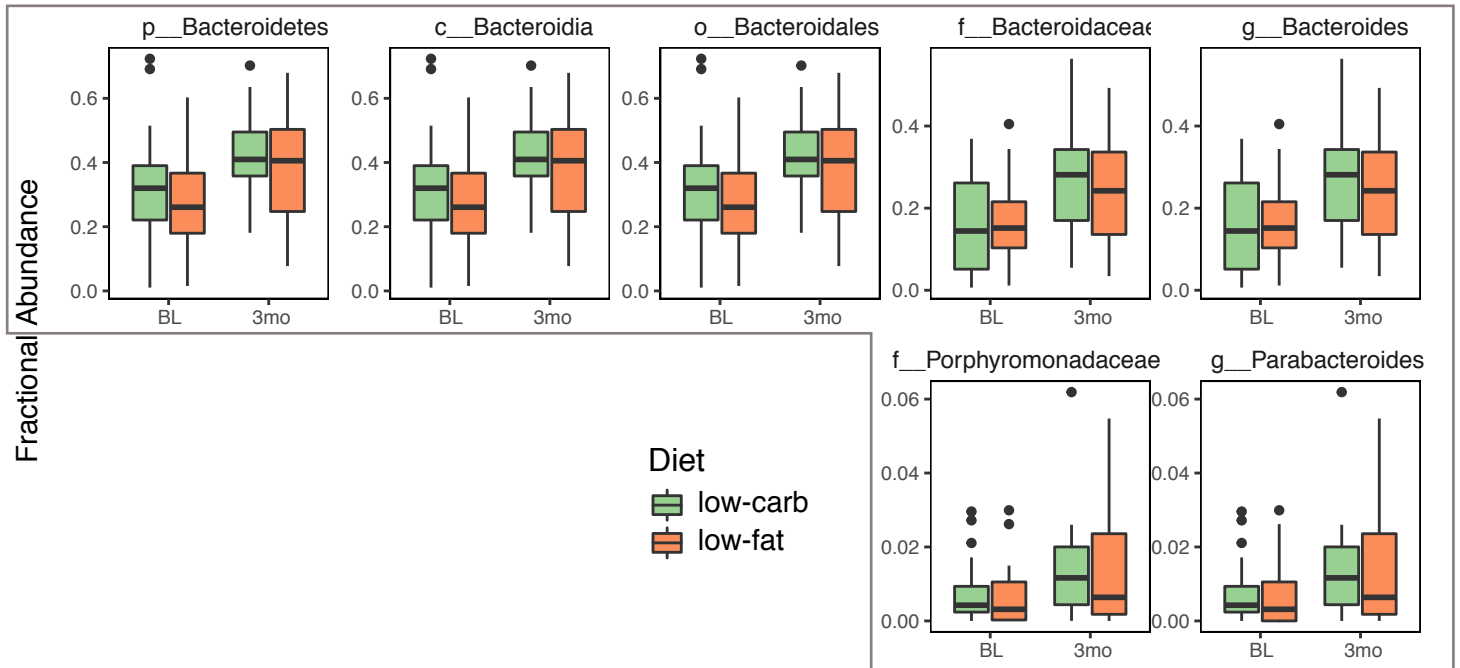 p__Bacteroidetes
c__Bacteroidia
o__Bacteroidales
f__Bacteroidaceae
g__Bacteroides
Fractional Abundance
0.6
0.4
0.2
0.0
BL 3mo
0.6
0.4
0.2
0.0
BL 3mo
0.6
0.4
0.2
0.0
BL 3mo
0.4
0.2
0.0
BL 3mo
0.4
0.2
0.0
BL 3mo
f__Porphyromonadaceae
g__Parabacteroides
0.06
0.04
0.02
0.00
BL 3mo
0.06
0.04
0.02
0.00
BL 3mo
Diet
low-carb
low-fat